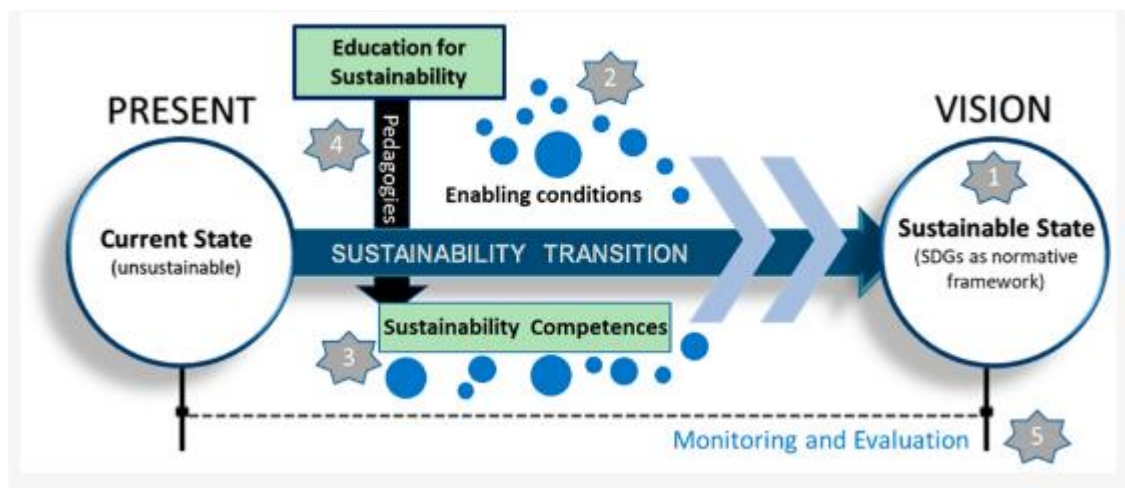 Education for
Sustainability
2
PRESENT
VISION
4
Pedagogies
1
Enabling conditions
Current State
(unsustainable)
SUSTAINABILITY TRANSITION
Sustainable State
(SDGs as normative
framework)
Sustainability Competences
3
Monitoring and Evaluation
5